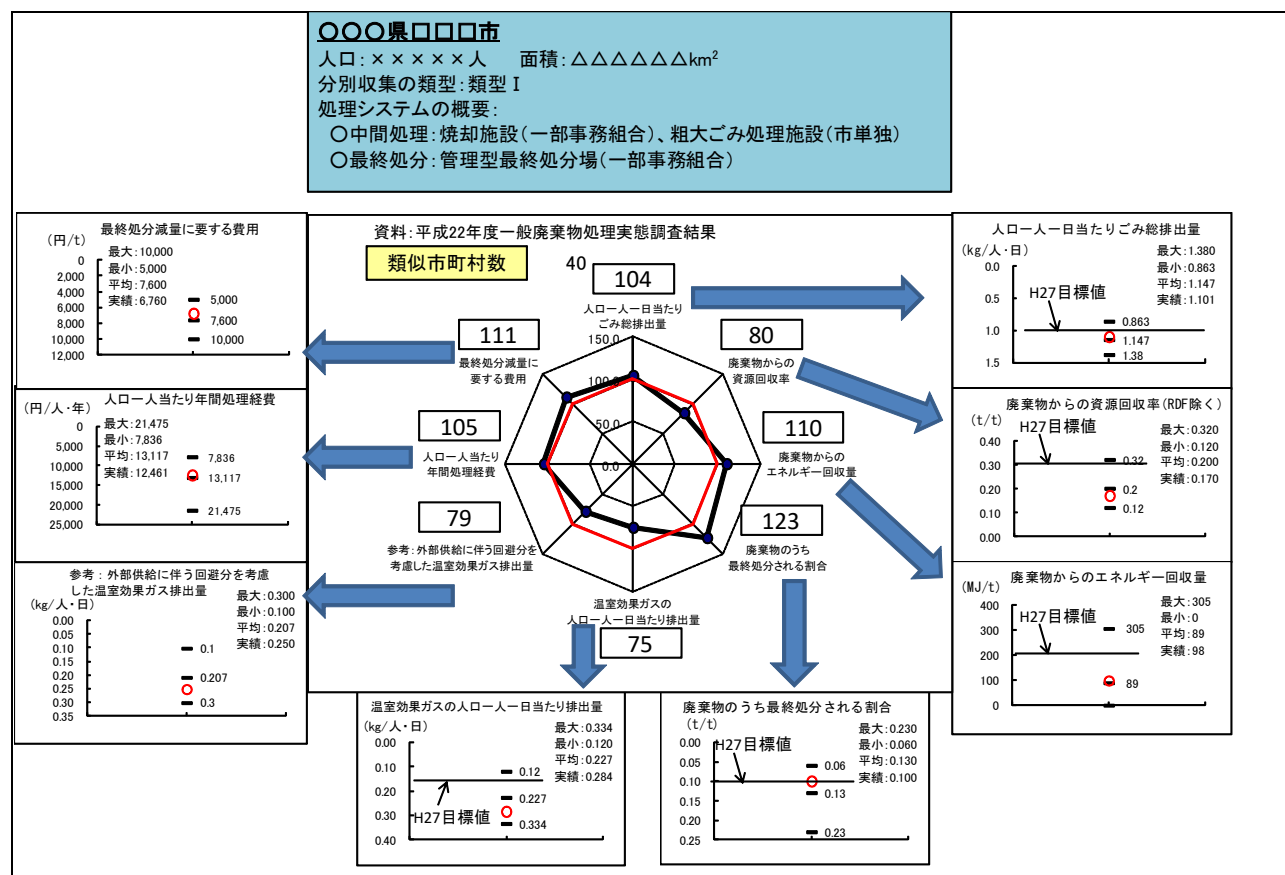 〇〇〇県□□□市
人口:×××××人　面積:△△△△△△km²
分別収集の類型:類型Ⅰ
処理システムの概要:
〇中間処理:焼却施設(一部事務組合)、粗大ごみ処理施設(市単独)
〇最終処分:管理型最終処分場(一部事務組合)
資料:平成22年度一般廃棄物処理実態調査結果
類似市町村数
40
104
人口一人一日当たり
ごみ総排出量
80
廃棄物からの
資源回収率
110
廃棄物からの
エネルギー回収量
123
廃棄物のうち
最終処分される割合
温室効果ガスの
人口一人一日当たり排出量
75
79
参考:外部供給に伴う回避分を
考慮した温室効果ガス排出量
105
人口一人当たり
年間処理経費
111
最終処分減量に
要する費用
150.0
100.0
50.0
0.0
最終処分減量に要する費用
(円/t)
最大:10,000
最小:5,000
平均:7,600
実績:6,760
0
2,000
4,000
6,000
8,000
10,000
12,000
5,000
7,600
10,000
人口一人当たり年間処理経費
(円/人・年)
最大:21,475
最小:7,836
平均:13,117
実績:12,461
0
5,000
10,000
15,000
20,000
25,000
7,836
13,117
21,475
参考:外部供給に伴う回避分を考慮
した温室効果ガス排出量
(kg/人・日)
最大:0.300
最小:0.100
平均:0.207
実績:0.250
0.00
0.05
0.10
0.15
0.20
0.25
0.30
0.35
0.1
0.207
0.3
温室効果ガスの人口一人一日当たり排出量
(kg/人・日)
最大:0.334
最小:0.120
平均:0.227
実績:0.284
0.00
0.10
0.20
0.30
0.40
0.12
0.227
0.334
H27目標値
廃棄物のうち最終処分される割合
(t/t)
最大:0.230
最小:0.060
平均:0.130
実績:0.100
H27目標値
0.00
0.05
0.10
0.15
0.20
0.25
0.06
0.13
0.23
人口一人一日当たりごみ総排出量
(kg/人・日)
最大:1.380
最小:0.863
平均:1.147
実績:1.101
H27目標値
0.0
0.5
1.0
1.5
0.863
1.147
1.38
廃棄物からの資源回収率(RDF除く)
(t/t)
最大:0.320
最小:0.120
平均:0.200
実績:0.170
H27目標値
0.40
0.30
0.20
0.10
0.00
0.32
0.2
0.12
廃棄物からのエネルギー回収量
(MJ/t)
最大:305
最小:0
平均:89
実績:98
H27目標値
400
300
200
100
0
305
89